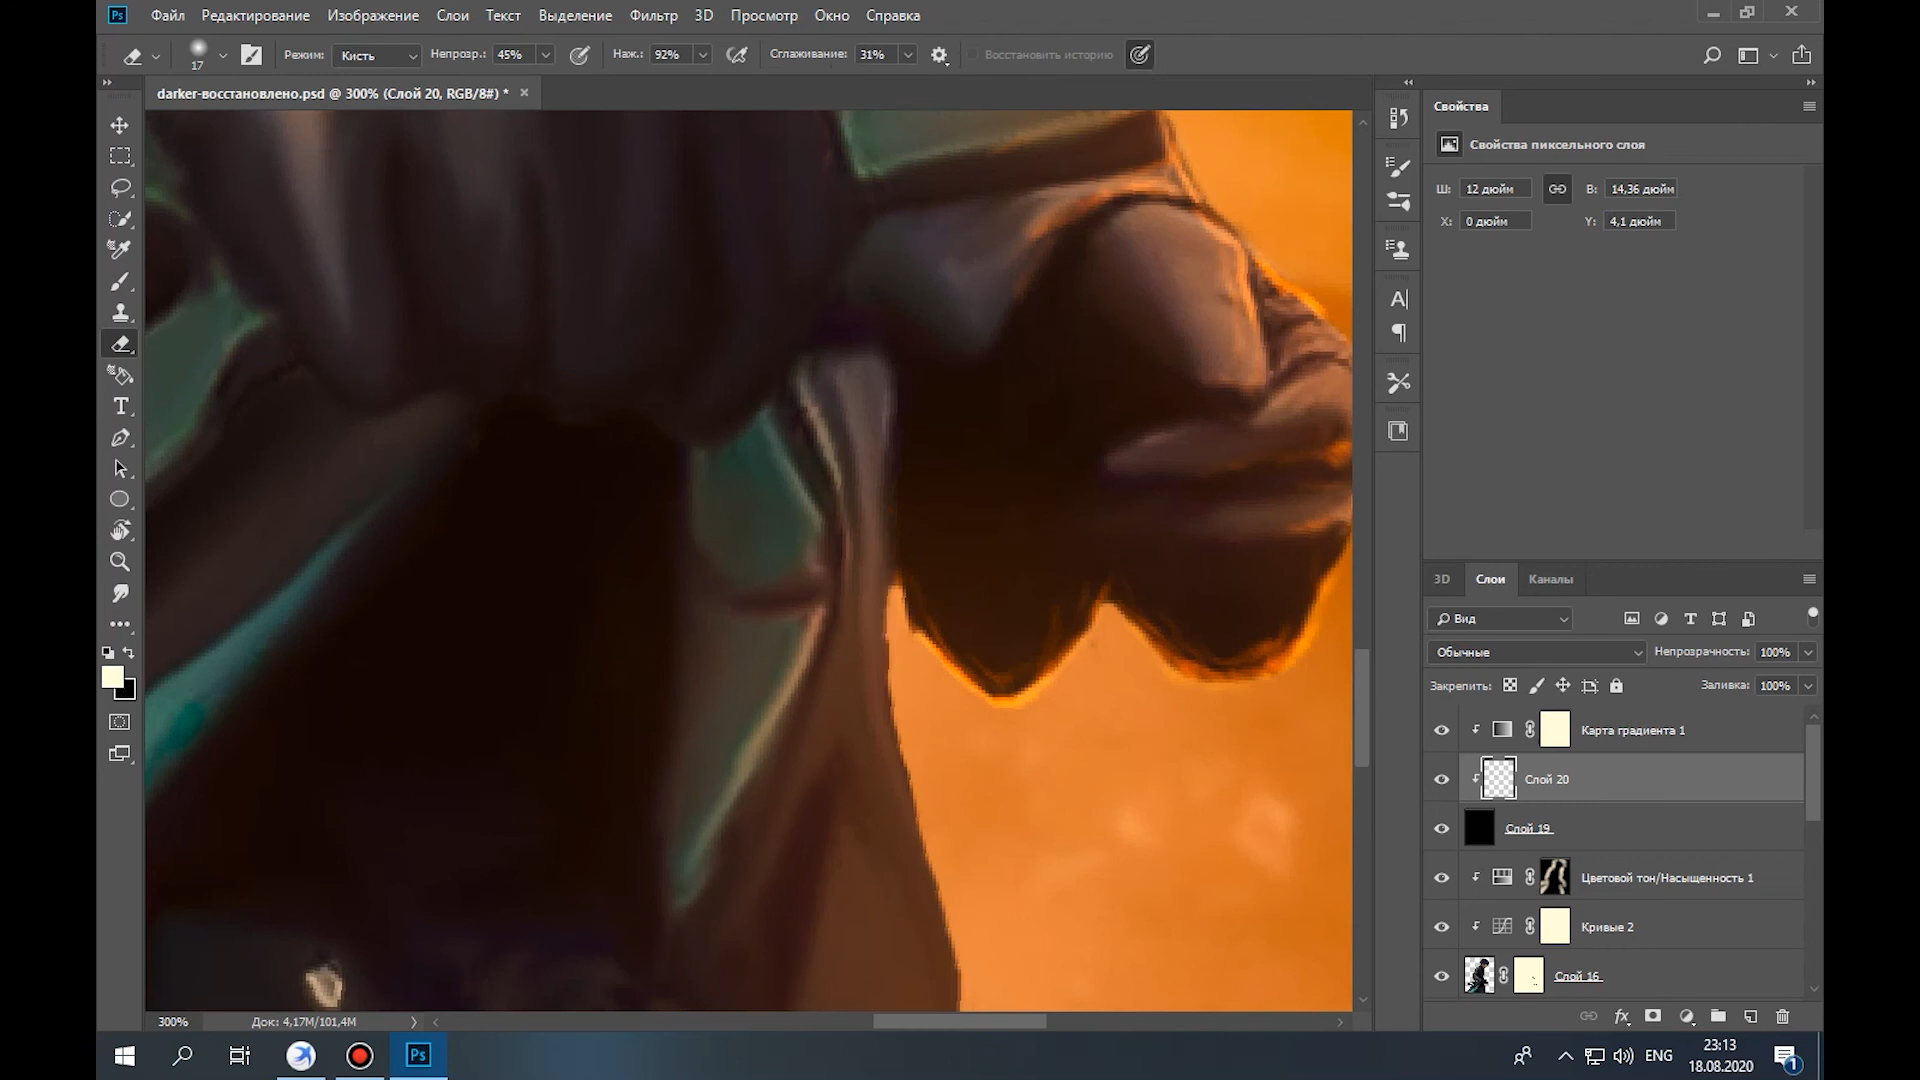 Ps Файл Редактирование Изображение Слои Текст Выделение Фильтр 3D Просмотр Окно Справка
17 Режим: Кисть Непрозр.: 45% Наж.: 92% Сглаживание: 31% Восстановить историю
darker-восстановлено.psd @ 300% (Слой 20, RGB/8#) *
Свойства
Свойства пиксельного слоя
Ш: 12 дюйм В: 14,36 дюйм
X: 0 дюйм Y: 4,1 дюйм
3D Слои Каналы
Вид
Обычные Непрозрачность: 100%
Закрепить: Заливка: 100%
Карта градиента 1
Слой 20
Слой 19
Цветовой тон/Насыщенность 1
Кривые 2
Слой 16
300% Док: 4,17M/101,4M
Ps ENG 23:13
18.08.2020
1